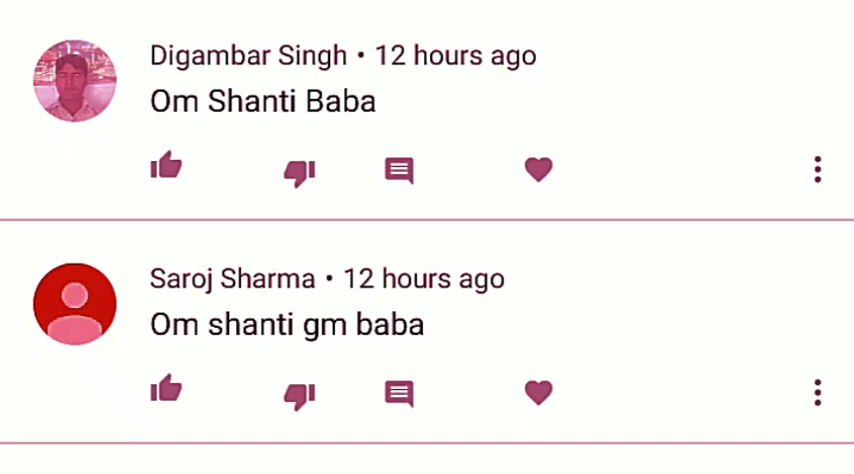 Digambar Singh • 12 hours ago
Om Shanti Baba
Saroj Sharma • 12 hours ago
Om shanti gm baba